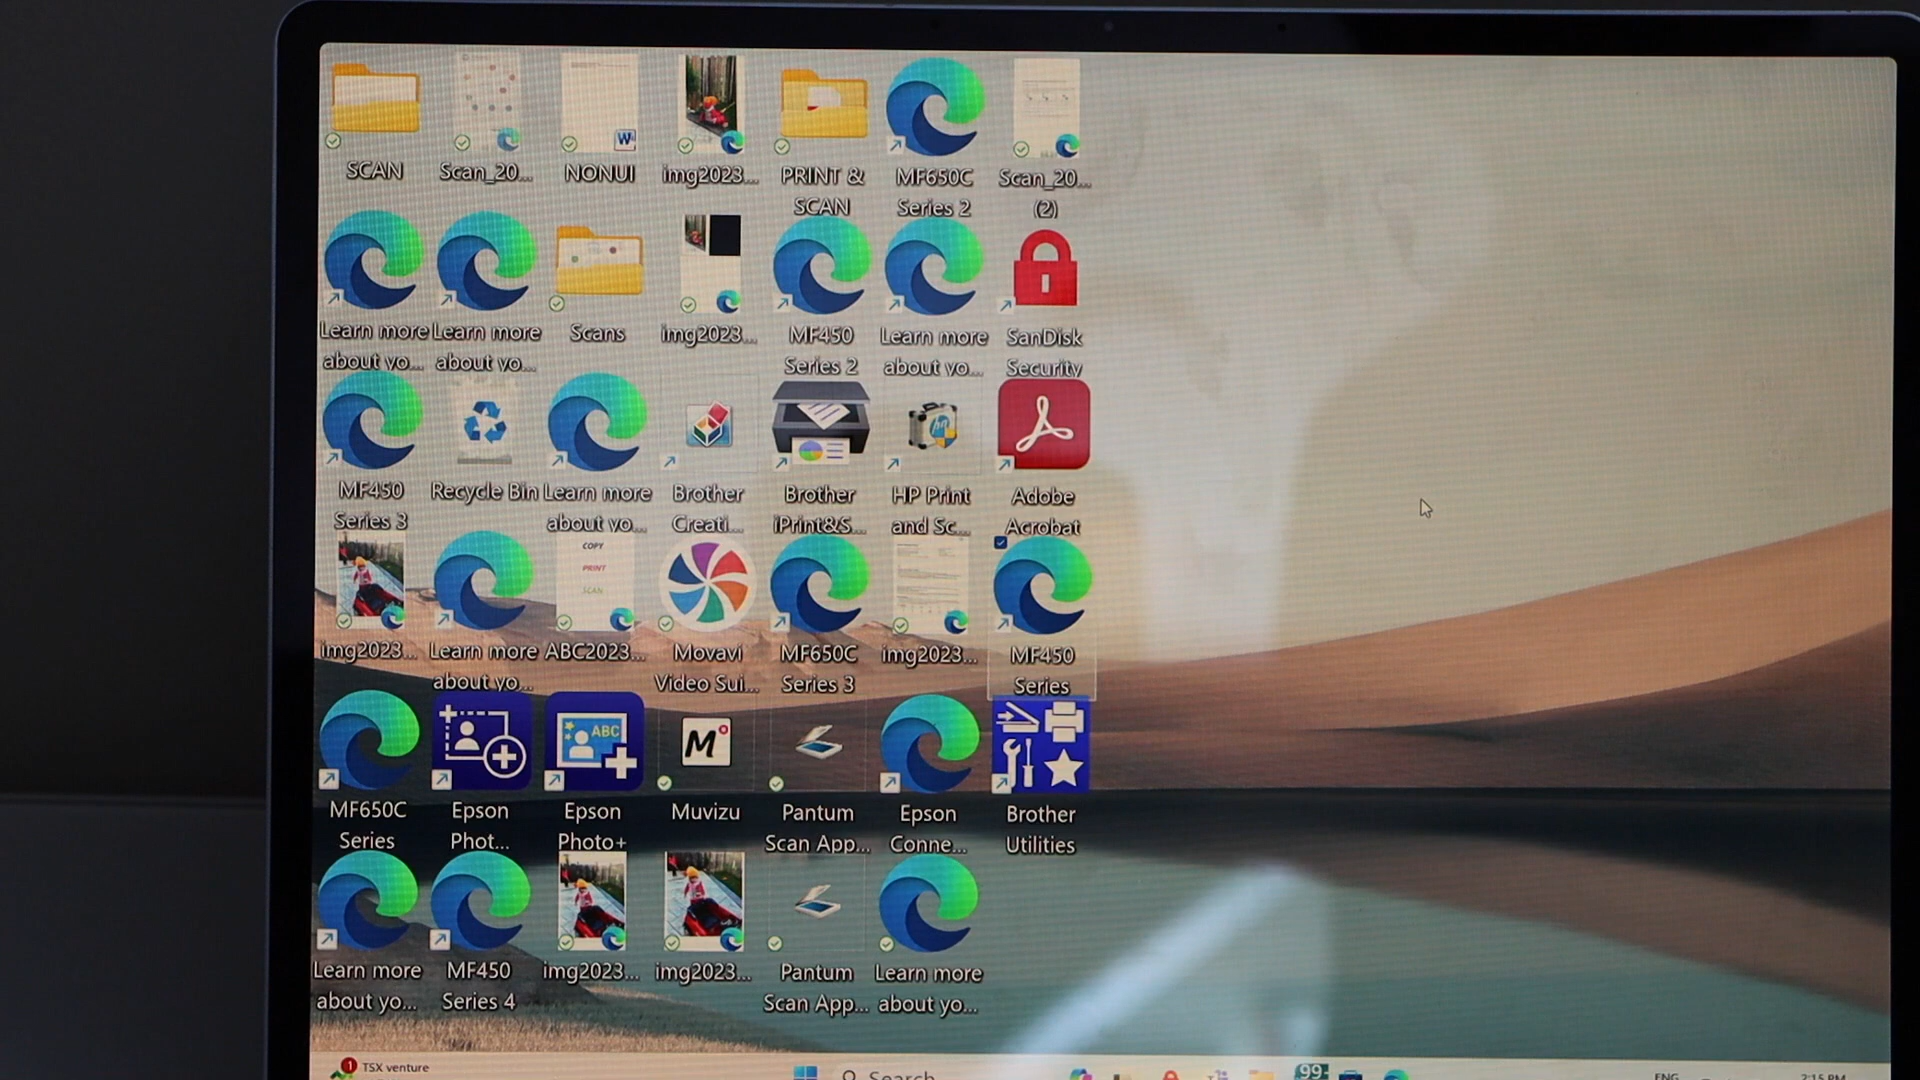 SCAN
Scan_20...
NONUI
img2023...
PRINT &
SCAN
MF650C
Series 2
Scan_20...
(2)
Learn more
about yo...
Learn more
about yo...
Scans
img2023...
MF450
Series 2
Learn more
about yo...
SanDisk
Security
MF450
Series 3
Recycle Bin
Learn more
about yo...
Brother
Creati...
Brother
iPrint&S...
HP Print
and Sc...
Adobe
Acrobat
COPY
PRINT
SCAN
img2023...
Learn more
about yo...
ABC2023...
Movavi
Video Sui...
MF650C
Series 3
img2023...
MF450
Series
ABC
M
MF650C
Series
Epson
Phot...
Epson
Photo+
Muvizu
Pantum
Scan App...
Epson
Conne...
Brother
Utilities
Learn more
about yo...
MF450
Series 4
img2023...
img2023...
Pantum
Scan App...
Learn more
about yo...
1
TSX venture
Search
99+
ENG
2:15 PM